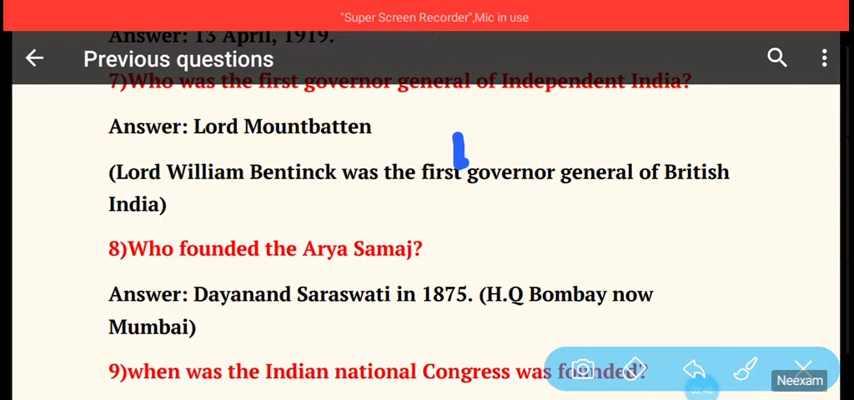 "Super Screen Recorder",Mic in use
Answer: 13 April, 1919.
Previous questions
7)Who was the first governor general of Independent India?
Answer: Lord Mountbatten
(Lord William Bentinck was the first governor general of British
India)
8)Who founded the Arya Samaj?
Answer: Dayanand Saraswati in 1875. (H.Q Bombay now
Mumbai)
9)when was the Indian national Congress was founded?
Neexam
02:45